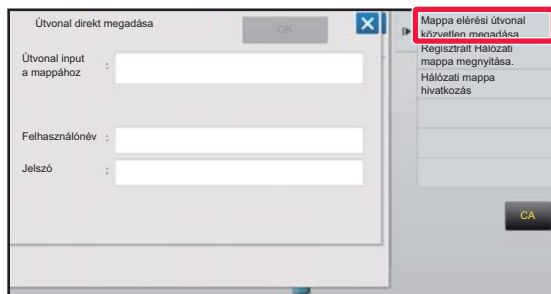 Útvonal direkt megadása
OK
Útvonal input
a mappához :
Felhasználónév :
Jelszó :
Mappa elérési útvonal
közvetlen megadása
Regisztrált Hálózati
mappa megnyitása.
Hálózati mappa
hivatkozás
CA